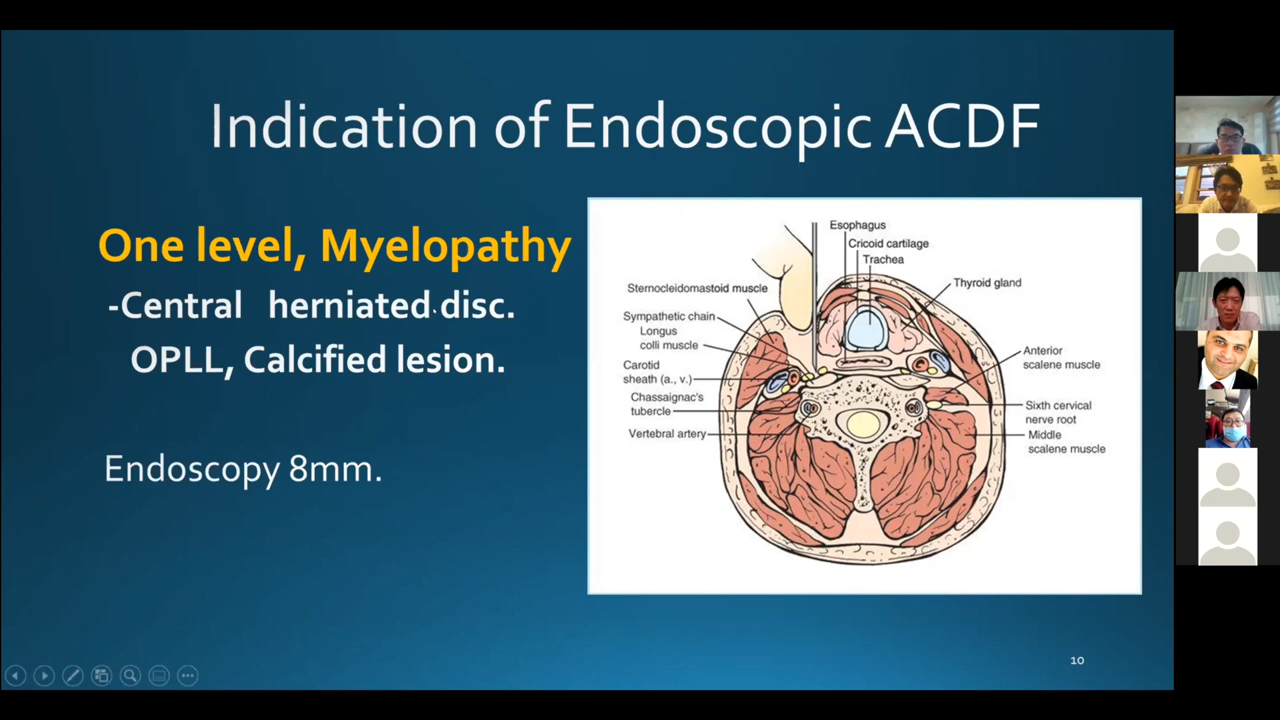 Indication of Endoscopic ACDF
One level, Myelopathy
-Central herniated disc.
OPLL, Calcified lesion.
Endoscopy 8mm.
Esophagus
Cricoid cartilage
Trachea
Thyroid gland
Sternocleidomastoid muscle
Sympathetic chain
Longus
colli muscle
Carotid
sheath (a., v.)
Chassaignac's
tubercle
Vertebral artery
Anterior
scalene muscle
Sixth cervical
nerve root
Middle
scalene muscle
10